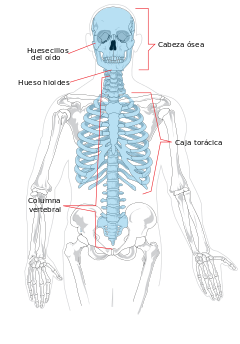 Cabeza ósea
Huesecillos
del oído
Hueso hioides
Caja torácica
Columna
vertebral